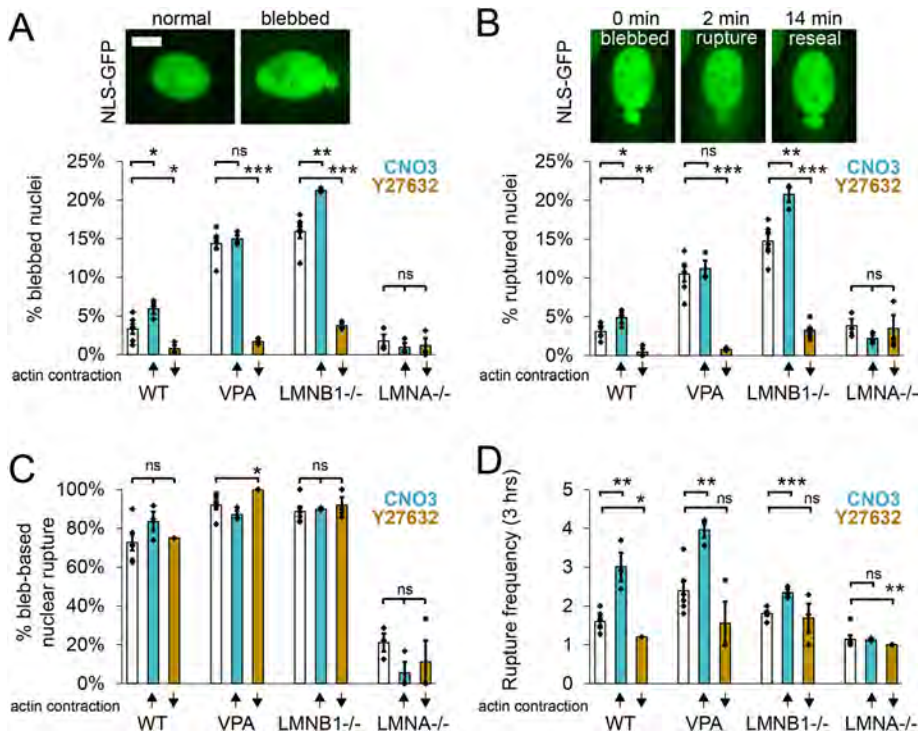 A
normal
blebbed
NLS-GFP
* * ns *** ** ***
CNO3
Y27632
ns
% blebbed nuclei
25%
20%
15%
10%
5%
0%
actin contraction
WT
VPA
LMNB1-/-
LMNA-/-
B
0 min
2 min
14 min
blebbed
rupture
reseal
NLS-GFP
* ** ns *** ** ***
CNO3
Y27632
ns
% ruptured nuclei
25%
20%
15%
10%
5%
0%
actin contraction
WT
VPA
LMNB1-/-
LMNA-/-
C
ns * ns
ns
% bleb-based
nuclear rupture
100%
80%
60%
40%
20%
0%
actin contraction
WT
VPA
LMNB1-/-
LMNA-/-
D
** * ** ns *** ns
CNO3
Y27632
ns **
Rupture frequency (3 hrs)
5
4
3
2
1
0
actin contraction
WT
VPA
LMNB1-/-
LMNA-/-